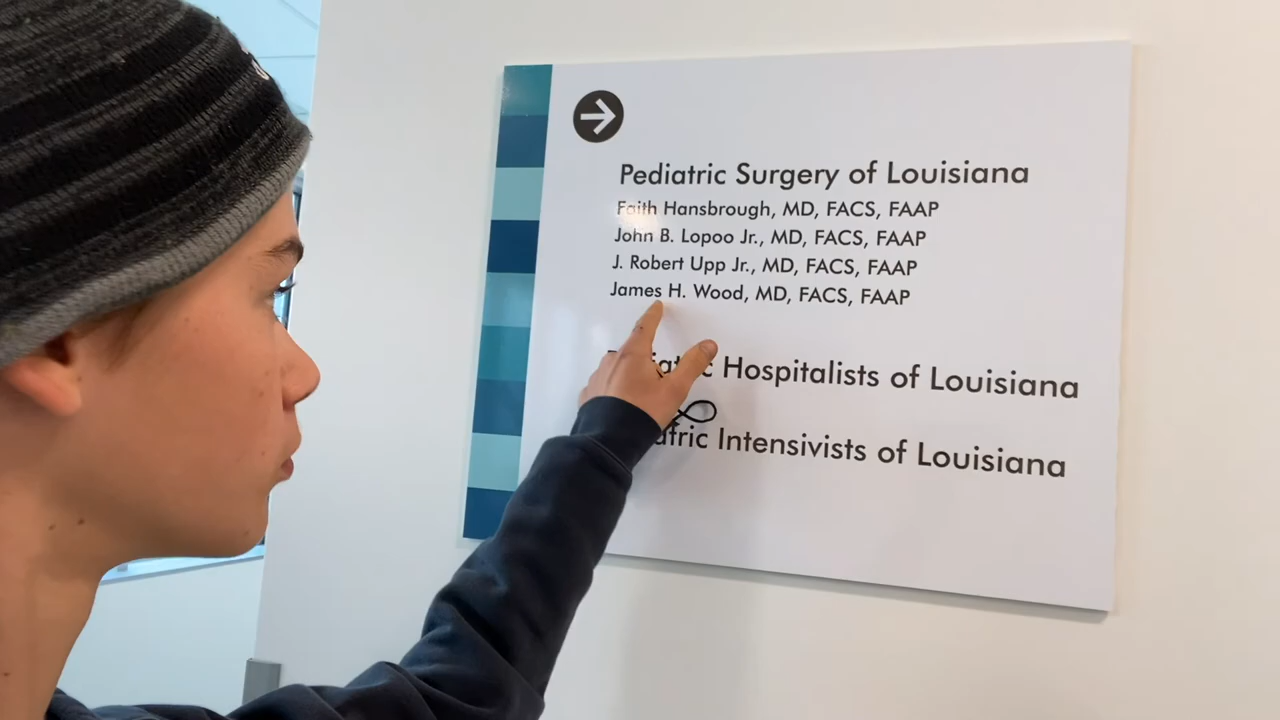 Pediatric Surgery of Louisiana
Faith Hansbrough, MD, FACS, FAAP
John B. Lopoo Jr., MD, FACS, FAAP
J. Robert Upp Jr., MD, FACS, FAAP
James H. Wood, MD, FACS, FAAP
Hospitalists of Louisiana
Intensivists of Louisiana